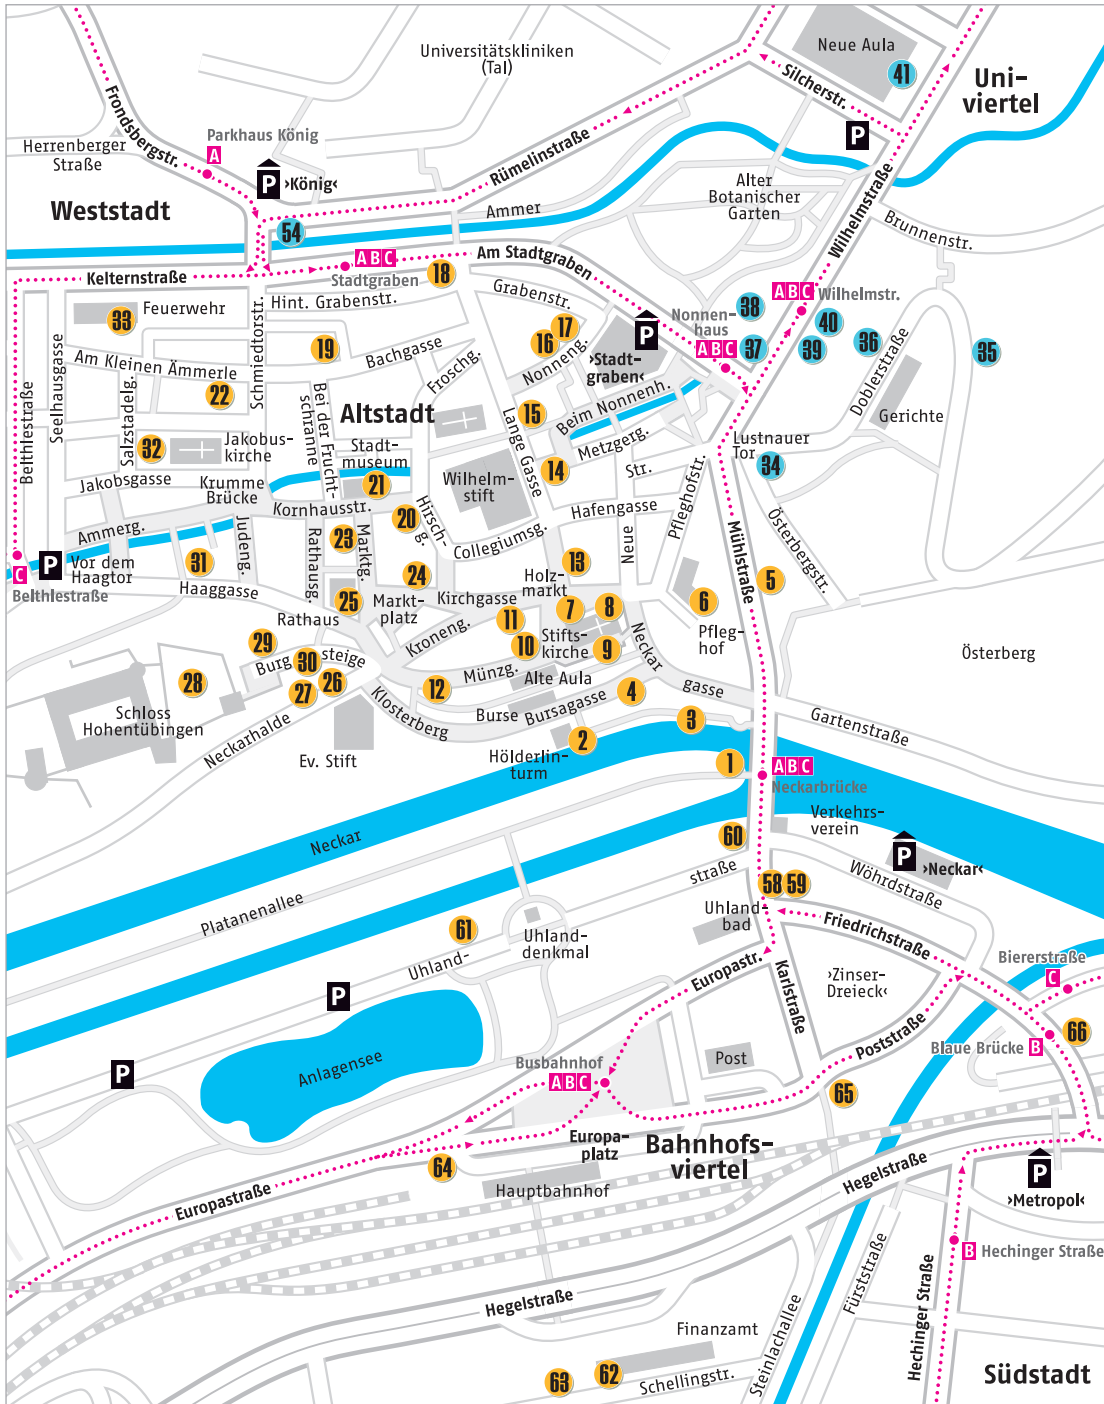 Neue Aula
41
Uni-
viertel
Universitätskliniken
(Tal)
Silcherstr.
P
Frondsbergstr.
Parkhaus König
A
Herrenberger
Straße
P
›König‹
Rümelinstraße
Weststadt
Alter
Botanischer
Garten
Wilhelmstraße
Brunnenstr.
Ammer
54
Kelternstraße
ABC
Stadtgraben
18
Am Stadtgraben
Hint. Grabenstr.
Grabenstr.
Feuerwehr
33
ABC
Wilhelmstr.
38
Nonnen-
haus
ABC
37
40
39
36
35
P
›Stadt-
graben‹
17
16
Nonneng.
19
Bachgasse
Froschg.
Am Kleinen Ämmerle
22
Schmiedtorstr.
Seelhausgasse
Belthlestraße
Salzstadelg.
Bei der Frucht-
schranne
Altstadt
Doblerstraße
Gerichte
15
Beim Nonnenh.
Metzgerg.
Lange Gasse
32
Jakobus-
kirche
Stadt-
museum
21
Wilhelm-
stift
14
Str.
Lustnauer
Tor
34
Jakobsgasse
Krumme
Brücke
Kornhausstr.
20
Hirsch-
g.
Hafengasse
Pfleghofstr.
Ammerg.
Judeng.
Rathausg.
23
Marktg.
Collegiumsg.
Neue
Mühlstraße
Österbergstr.
P
Vor dem
Haagtor
31
C
Belthlestraße
Haaggasse
24
Holz-
markt
13
5
25
Markt-
platz
Kirchgasse
7
8
6
Pfleg-
hof
Rathaus
Kroneng.
11
10
Stifts-
kirche
9
Neckar
gasse
Österberg
29
Burg
steige
30
28
27
26
Münzg.
12
Alte Aula
4
Schloss
Hohentübingen
Klosterberg
Burse
Bursagasse
Neckarhalde
Ev. Stift
2
Hölderlin-
turm
3
Gartenstraße
1
ABC
Neckarbrücke
Neckar
Verkehrs-
verein
60
P
›Neckar‹
Wöhrdstraße
straße
58
59
Platanenallee
Uhland-
bad
61
Uhland-
Uhland-
denkmal
Friedrichstraße
Europastr.
Karlstraße
›Zinser-
Dreieck‹
Biererstraße
C
P
Anlagensee
P
Busbahnhof
ABC
Post
Poststraße
Blaue Brücke
B
66
65
Europa-
platz
Bahnhofs-
viertel
64
Hauptbahnhof
Europastraße
Hegelstraße
P
›Metropol‹
B
Hechinger Straße
Fürststraße
Hechinger Straße
Hegelstraße
Finanzamt
Steinlachallee
62
63
Schellingstr.
Südstadt